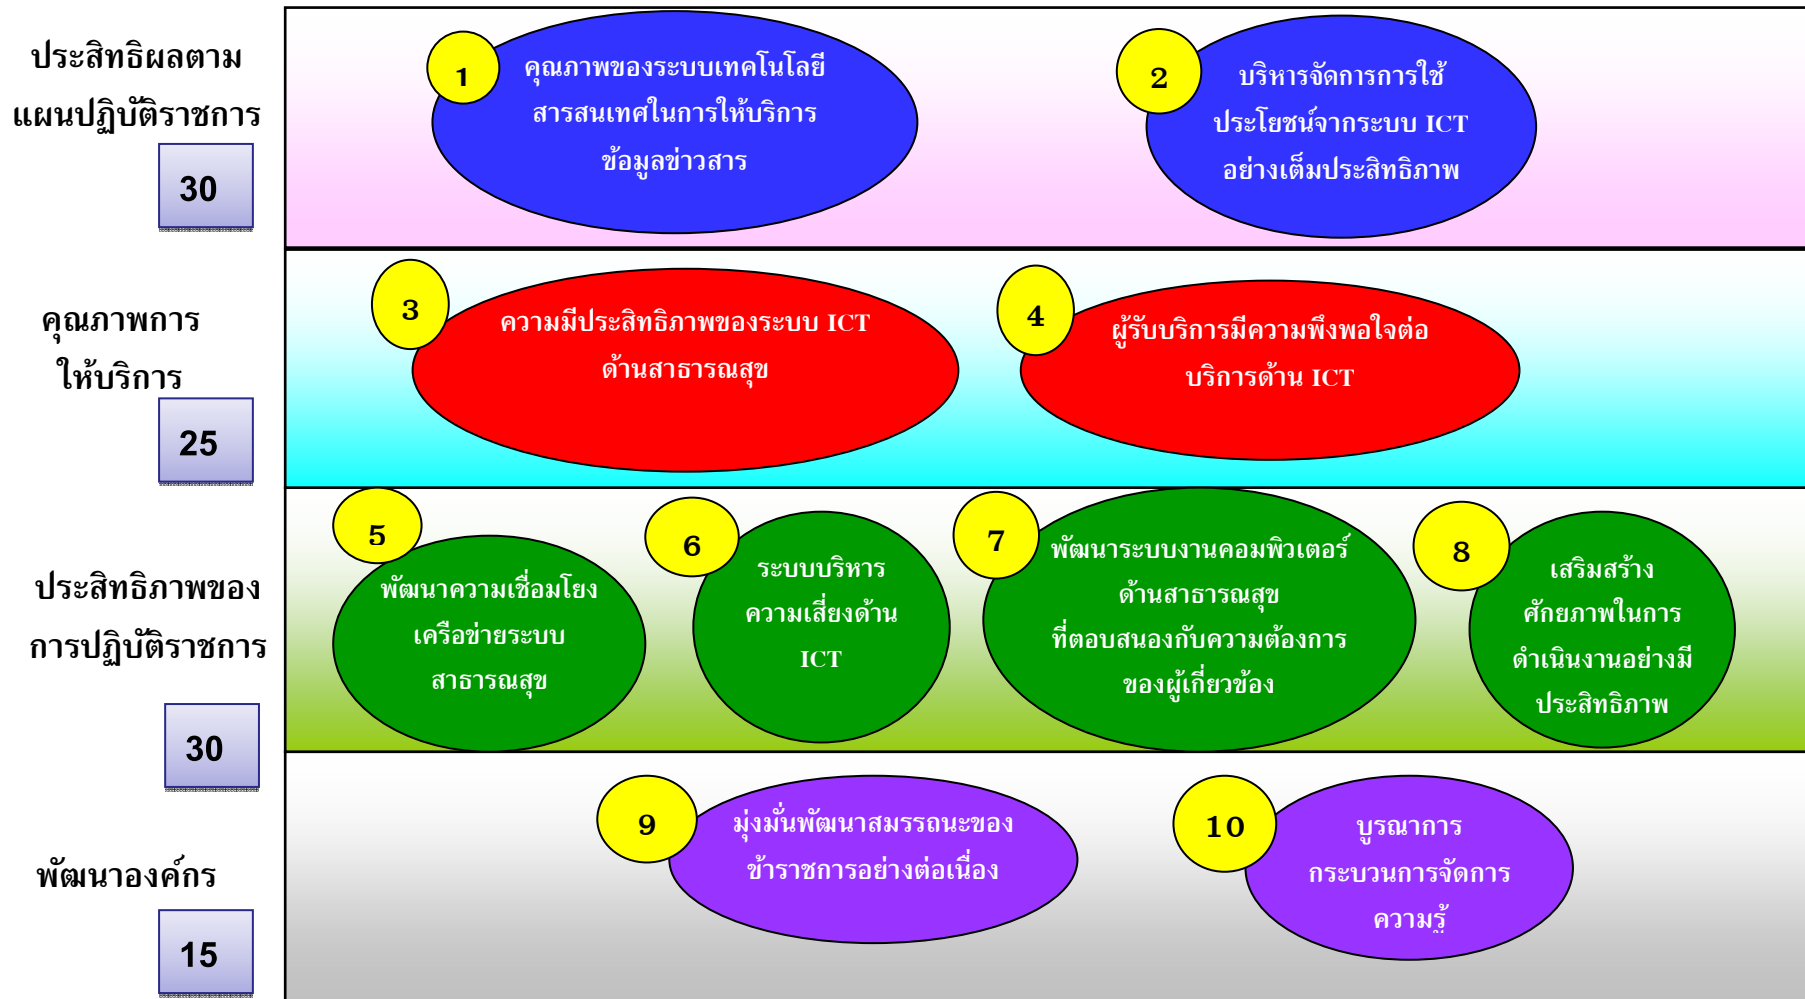 ประสิทธิผลตาม
แผนปฏิบัติราชการ
30
1
คุณภาพของระบบเทคโนโลยี
สารสนเทศในการให้บริการ
ข้อมูลข่าวสาร
2
บริหารจัดการการใช้
ประโยชน์จากระบบ ICT
อย่างเต็มประสิทธิภาพ
คุณภาพการ
ให้บริการ
25
3
ความมีประสิทธิภาพของระบบ ICT
ด้านสาธารณสุข
4
ผู้รับบริการมีความพึงพอใจต่อ
บริการด้าน ICT
ประสิทธิภาพของ
การปฏิบัติราชการ
30
5
พัฒนาความเชื่อมโยง
เครือข่ายระบบ
สาธารณสุข
6
ระบบบริหาร
ความเสี่ยงด้าน
ICT
7
พัฒนาระบบงานคอมพิวเตอร์
ด้านสาธารณสุข
ที่ตอบสนองกับความต้องการ
ของผู้เกี่ยวข้อง
8
เสริมสร้าง
ศักยภาพในการ
ดำเนินงานอย่างมี
ประสิทธิภาพ
พัฒนาองค์กร
15
9
มุ่งมั่นพัฒนาสมรรถนะของ
ข้าราชการอย่างต่อเนื่อง
10
บูรณาการ
กระบวนการจัดการ
ความรู้